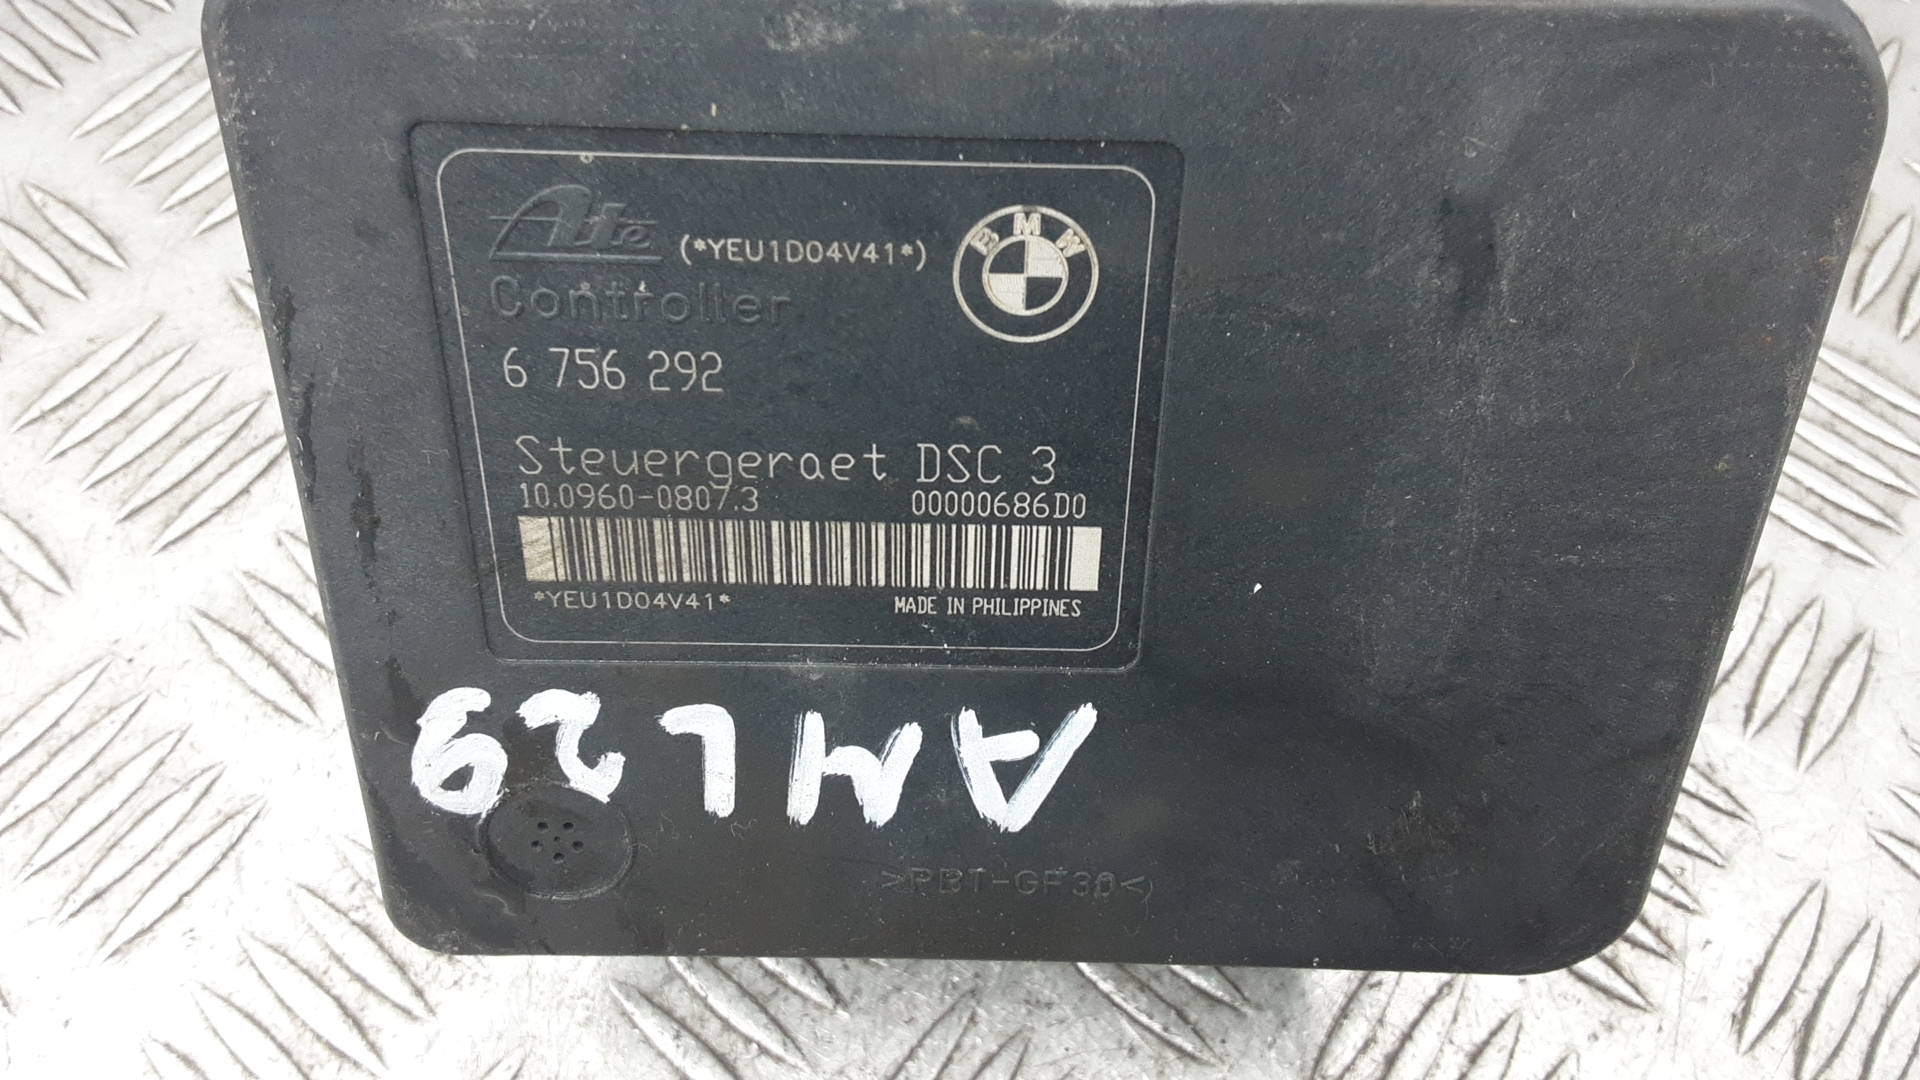 Ate (*YEU1D04V41*)
BMW
Controller
6 756 292
Steuergeraet DSC 3
10.0960-0807.3 00000686D0
*YEU1D04V41* MADE IN PHILIPPINES
AML29
>PBT-GF30<